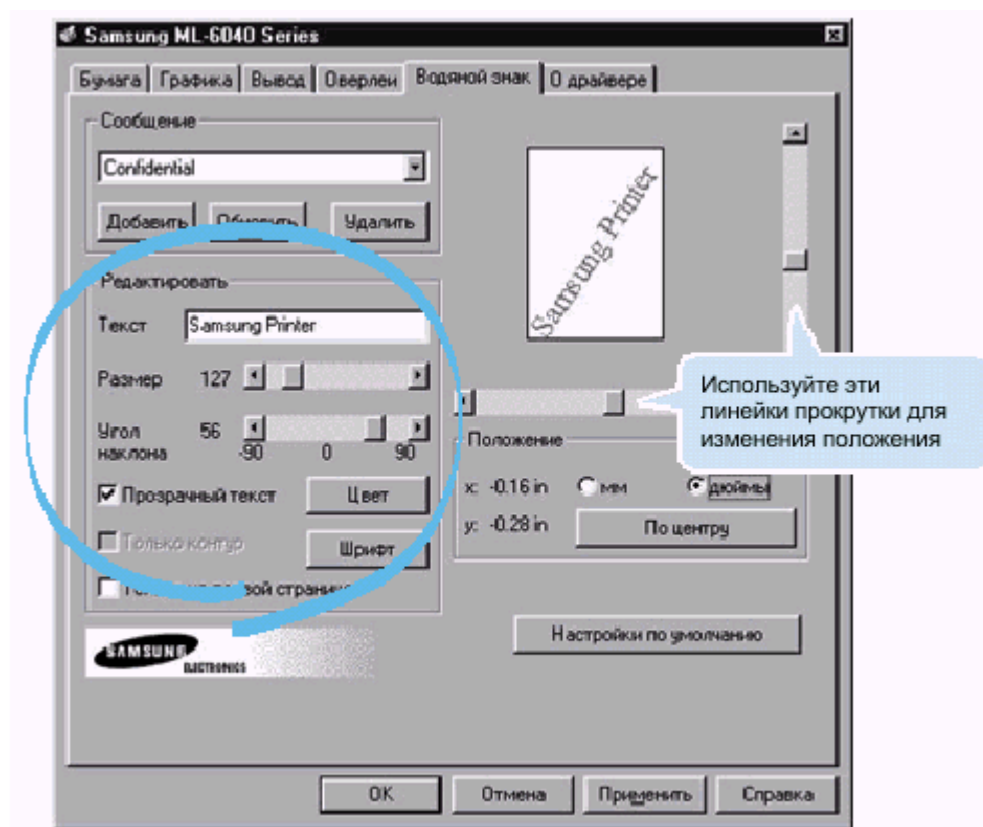 Samsung ML-6040 Series
Бумага Графика Вывод Оверлеи Водяной знак О драйвере
Сообщение
Confidential
Добавить Обновить Удалить
Samsung Printer
Редактировать
Текст Samsung Printer
Размер 127
Угол наклона 56
-90 0 90
Прозрачный текст Цвет
Только контур Шрифт
Используйте эти
линейки прокрутки для
изменения положения
Положение
x: -0.16 in мм дюймы
y: -0.28 in По центру
SAMSUNG
ELECTRONICS
Настройки по умолчанию
OK Отмена Применить Справка